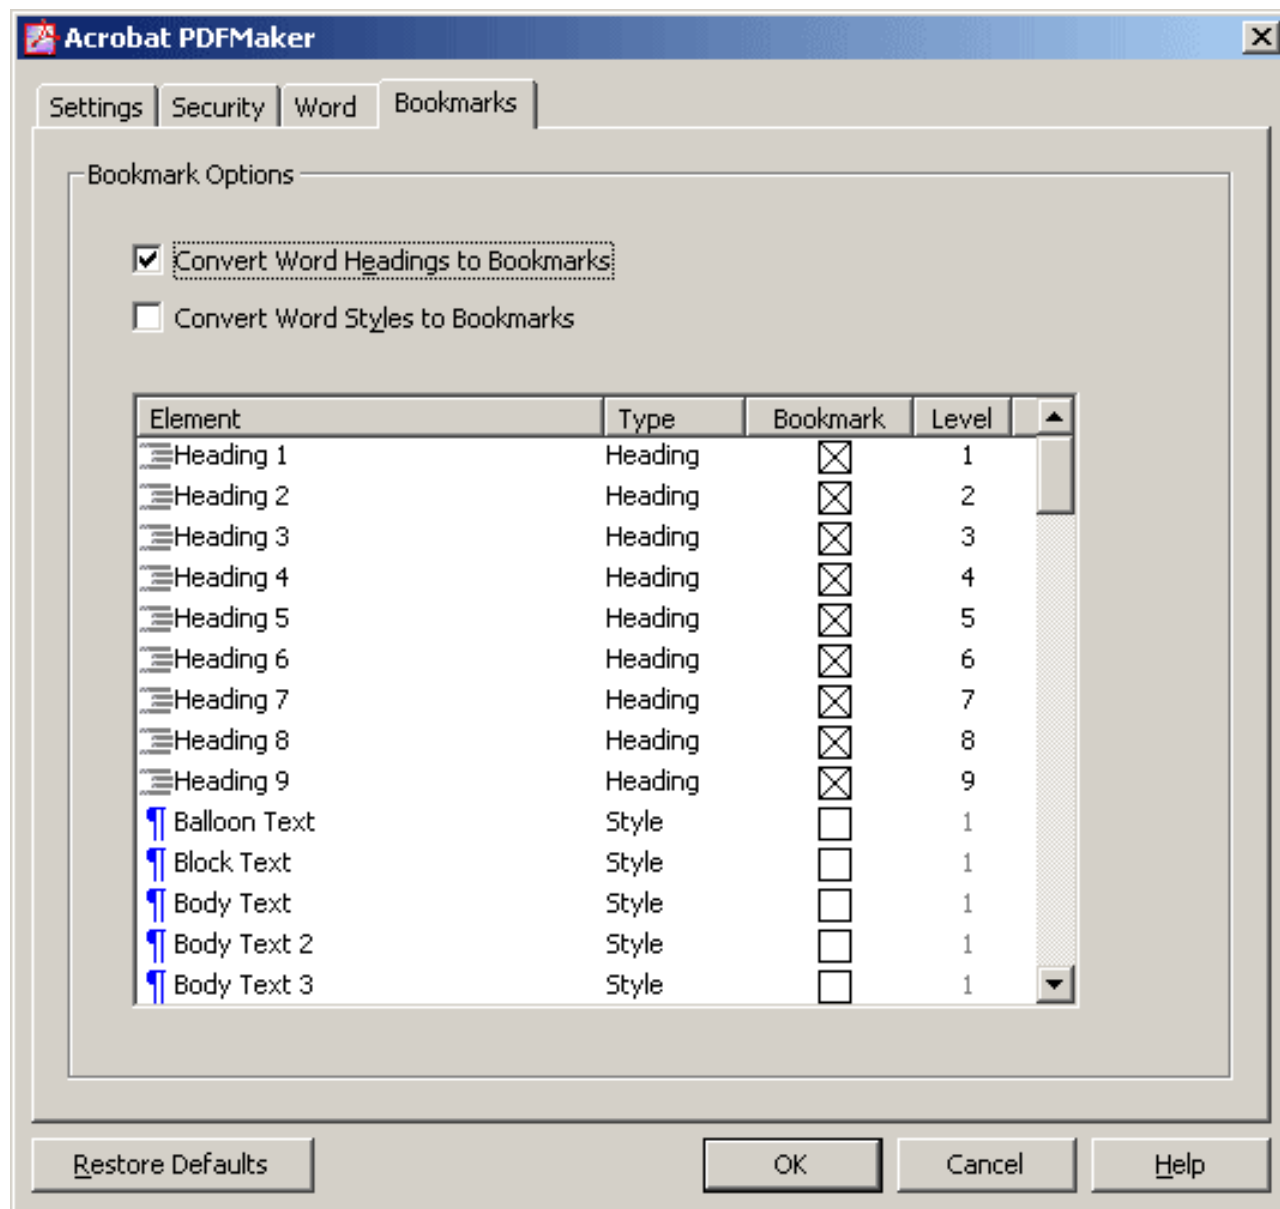 Acrobat PDFMaker
Settings Security Word Bookmarks
Bookmark Options
Convert Word Headings to Bookmarks
Convert Word Styles to Bookmarks
Element Type Bookmark Level
Heading 1 Heading 1
Heading 2 Heading 2
Heading 3 Heading 3
Heading 4 Heading 4
Heading 5 Heading 5
Heading 6 Heading 6
Heading 7 Heading 7
Heading 8 Heading 8
Heading 9 Heading 9
¶ Balloon Text Style 1
¶ Block Text Style 1
¶ Body Text Style 1
¶ Body Text 2 Style 1
¶ Body Text 3 Style 1
Restore Defaults OK Cancel Help